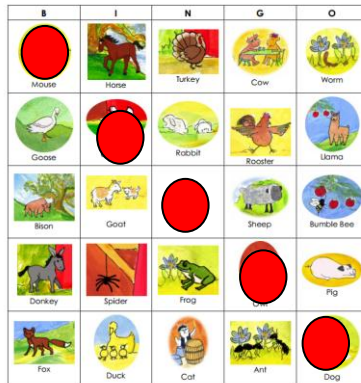 B I N G O
Mouse Horse Turkey Cow Worm
Goose Rabbit Rooster Llama
Bison Goat Sheep Bumble Bee
Donkey Spider Frog Pig
Fox Duck Cat Ant Dog